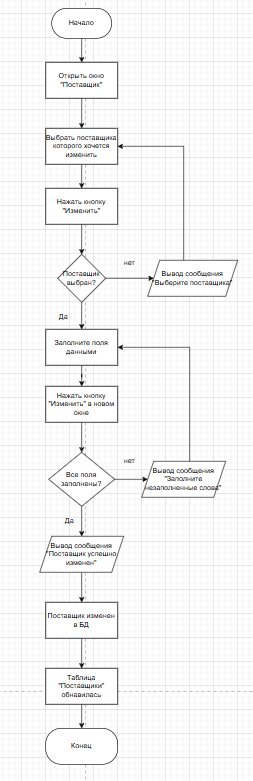 Начало
Открыть окно
"Поставщик"
Выбрать поставщика
которого хочется
изменить
Нажать кнопку
"Изменить"
Поставщик
выбран?
нет
Вывод сообщения
"Выберите поставщика"
Да
Заполните поля
данными
Нажать кнопку
"Изменить" в новом
окне
Все поля
заполнены?
нет
Вывод сообщения
"Заполните
незаполненные слова"
Да
Вывод сообщения
"Поставщик успешно
изменен"
Поставщик изменен
в БД
Таблица
"Поставщики"
обнавилась
Конец